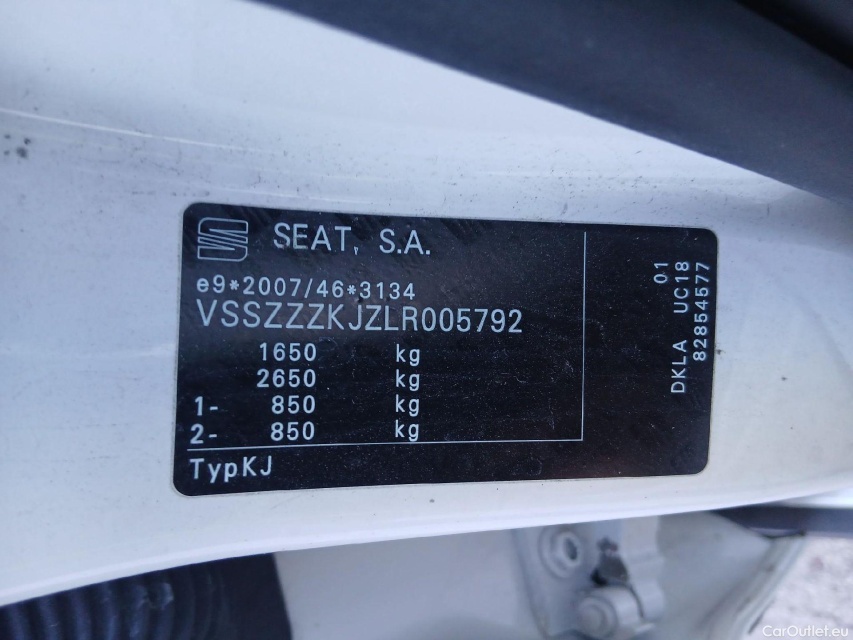 SEAT, S.A.
e9*2007/46*3134
VSSZZZKJZLR005792
1650 kg
2650 kg
1- 850 kg
2- 850 kg
TypKJ
01
DKLA UC18
82854577
CarOutlet.eu